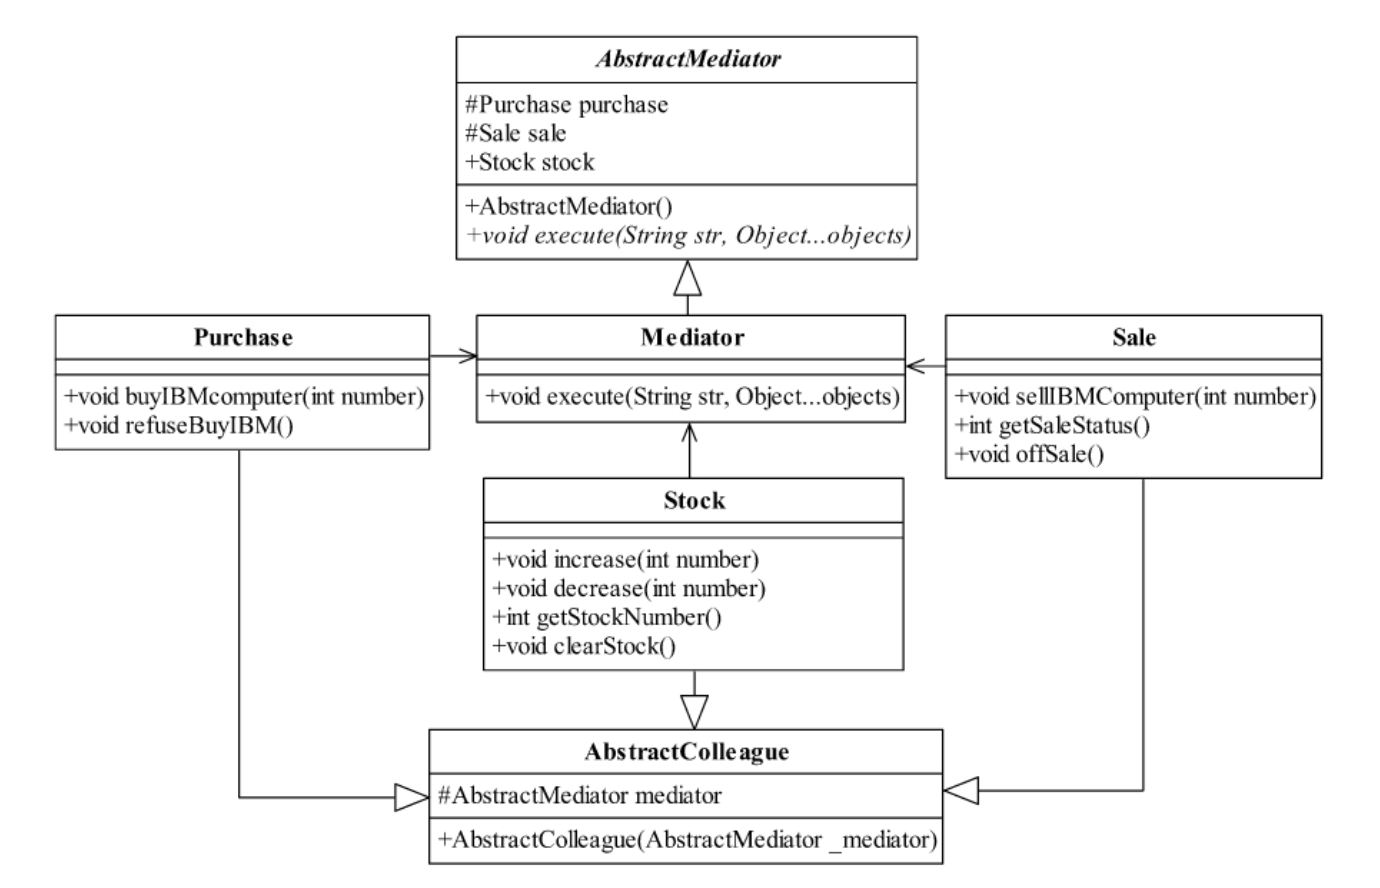 AbstractMediator
#Purchase purchase
#Sale sale
+Stock stock
+AbstractMediator()
+void execute(String str, Object...objects)
Purchase
+void buyIBMcomputer(int number)
+void refuseBuyIBM()
Mediator
+void execute(String str, Object...objects)
Sale
+void sellIBMComputer(int number)
+int getSaleStatus()
+void offSale()
Stock
+void increase(int number)
+void decrease(int number)
+int getStockNumber()
+void clearStock()
AbstractColleague
#AbstractMediator mediator
+AbstractColleague(AbstractMediator _mediator)